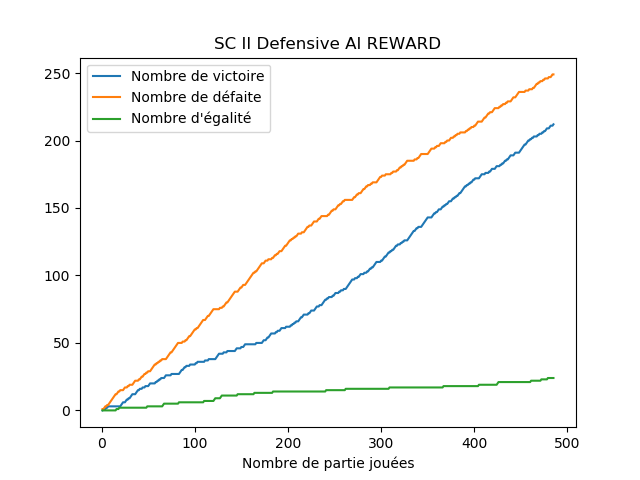 SC II Defensive AI REWARD
Nombre de victoire
Nombre de défaite
Nombre d'égalité
250
200
150
100
50
0
0 100 200 300 400 500
Nombre de partie jouées